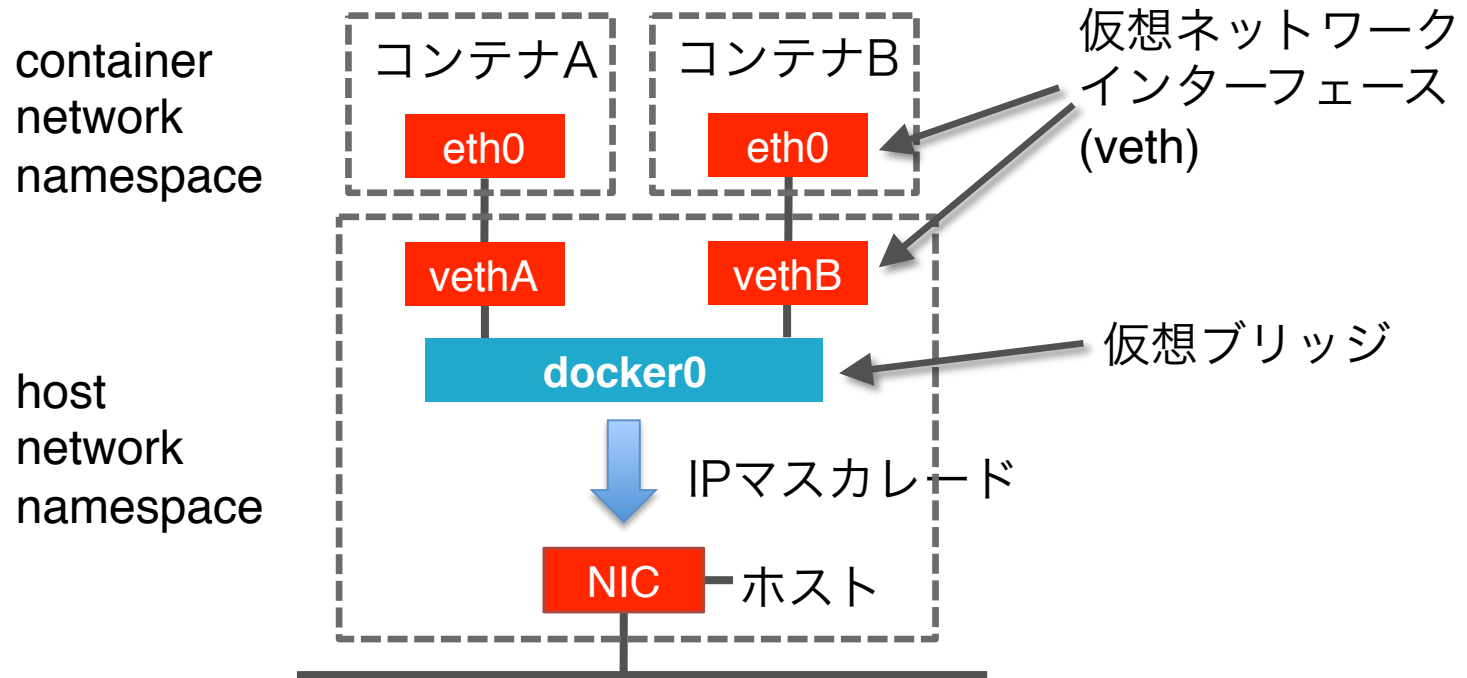 container
network
namespace
コンテナA
コンテナB
仮想ネットワーク
インターフェース
(veth)
eth0
eth0
vethA
vethB
docker0
仮想ブリッジ
host
network
namespace
IPマスカレード
NIC
ホスト